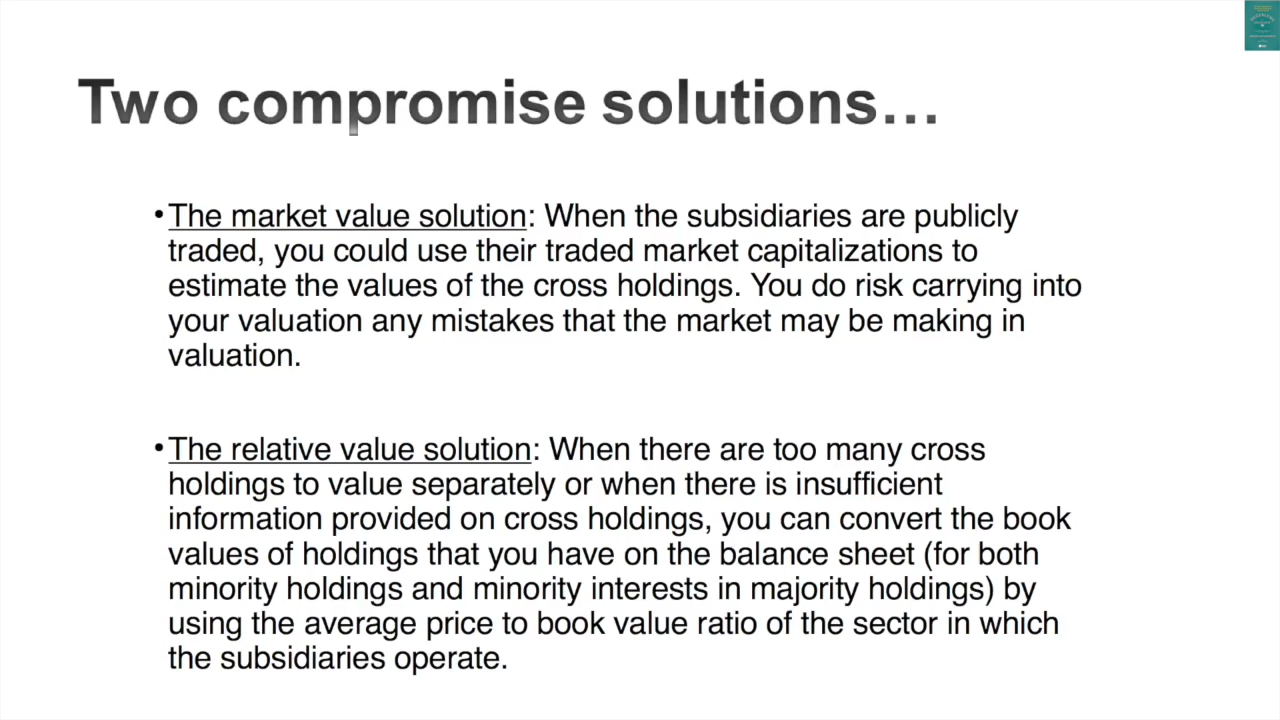 Two compromise solutions…
•The market value solution: When the subsidiaries are publicly
traded, you could use their traded market capitalizations to
estimate the values of the cross holdings. You do risk carrying into
your valuation any mistakes that the market may be making in
valuation.
•The relative value solution: When there are too many cross
holdings to value separately or when there is insufficient
information provided on cross holdings, you can convert the book
values of holdings that you have on the balance sheet (for both
minority holdings and minority interests in majority holdings) by
using the average price to book value ratio of the sector in which
the subsidiaries operate.